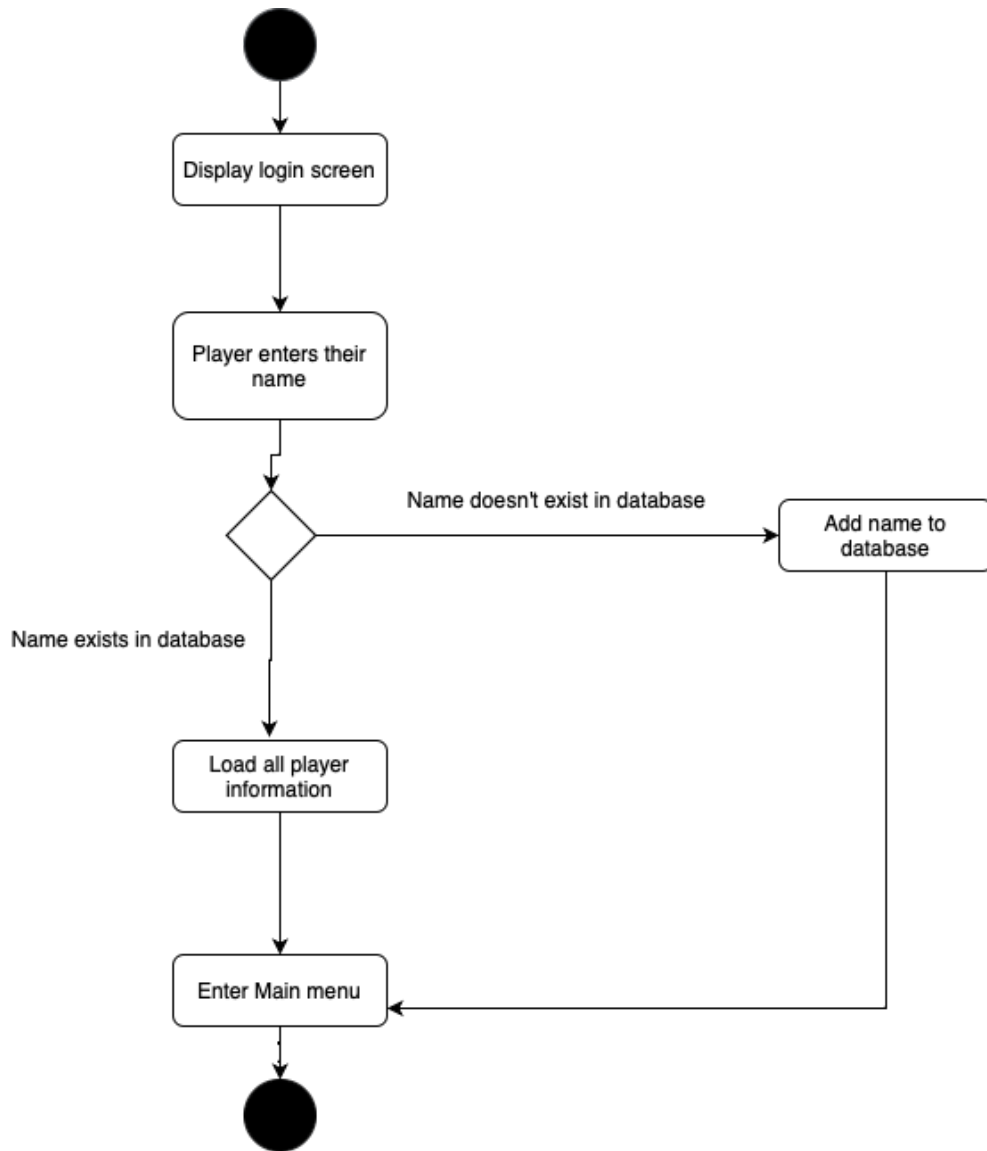 Display login screen
Player enters their
name
Name doesn't exist in database
Add name to
database
Name exists in database
Load all player
information
Enter Main menu